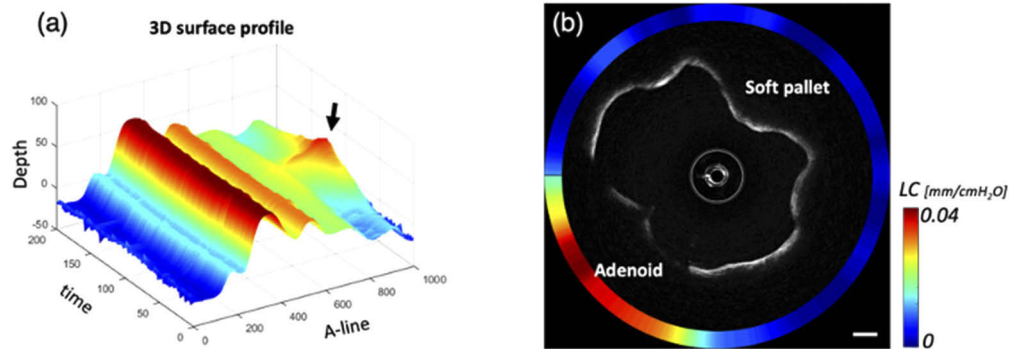 (a)
3D surface profile
100
50
0
-50
Depth
200
150
100
50
0
time
0
200
400
600
800
1000
A-line
(b)
Soft pallet
Adenoid
LC [mm/cmH₂O]
0.04
0